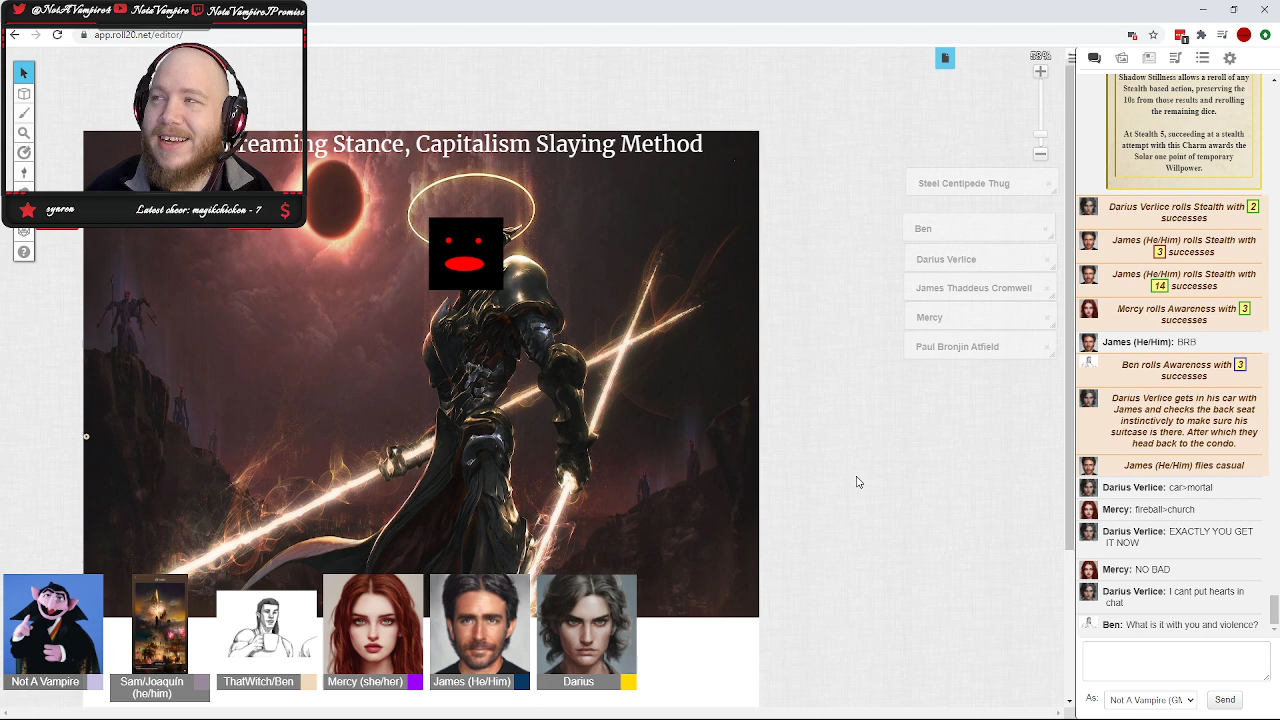 @NotAVampire4 NotaVampire NotaVampireIPromise
app.roll20.net/editor/
58%
reaming Stance, Capitalism Slaying Method
synren
Latest cheer: magikchicken - 7
Steel Centipede Thug
Ben
Darius Verlice
James Thaddeus Cromwell
Mercy
Paul Bronjin Atfield
Shadow Stillness allows a reroll of any
Stealth based action, preserving the
10s from those results and rerolling
the remaining dice.
At Stealth 5, succeeding at a stealth
attempt with this Charm awards the
Solar one point of temporary
Willpower.
Darius Verlice rolls Stealth with 2
successes
James (He/Him) rolls Stealth with
3 successes
James (He/Him) rolls Stealth with
14 successes
Mercy rolls Awareness with 3
successes
James (He/Him): BRB
Ben rolls Awareness with 3
successes
Darius Verlice gets in his car with
James and checks the back seat
instinctively to make sure his
suitcase is there. After which they
head back to the condo.
James (He/Him) flies casual
Darius Verlice: car>mortal
Mercy: fireball>church
Darius Verlice: EXACTLY YOU GET
IT NOW
Mercy: NO BAD
Darius Verlice: I cant put hearts in
chat
Ben: What is it with you and violence?
Not A Vampire
Sam/Joaquín
(he/him)
ThatWitch/Ben
Mercy (she/her)
James (He/Him)
Darius
As: Not A Vampire (GM
Send